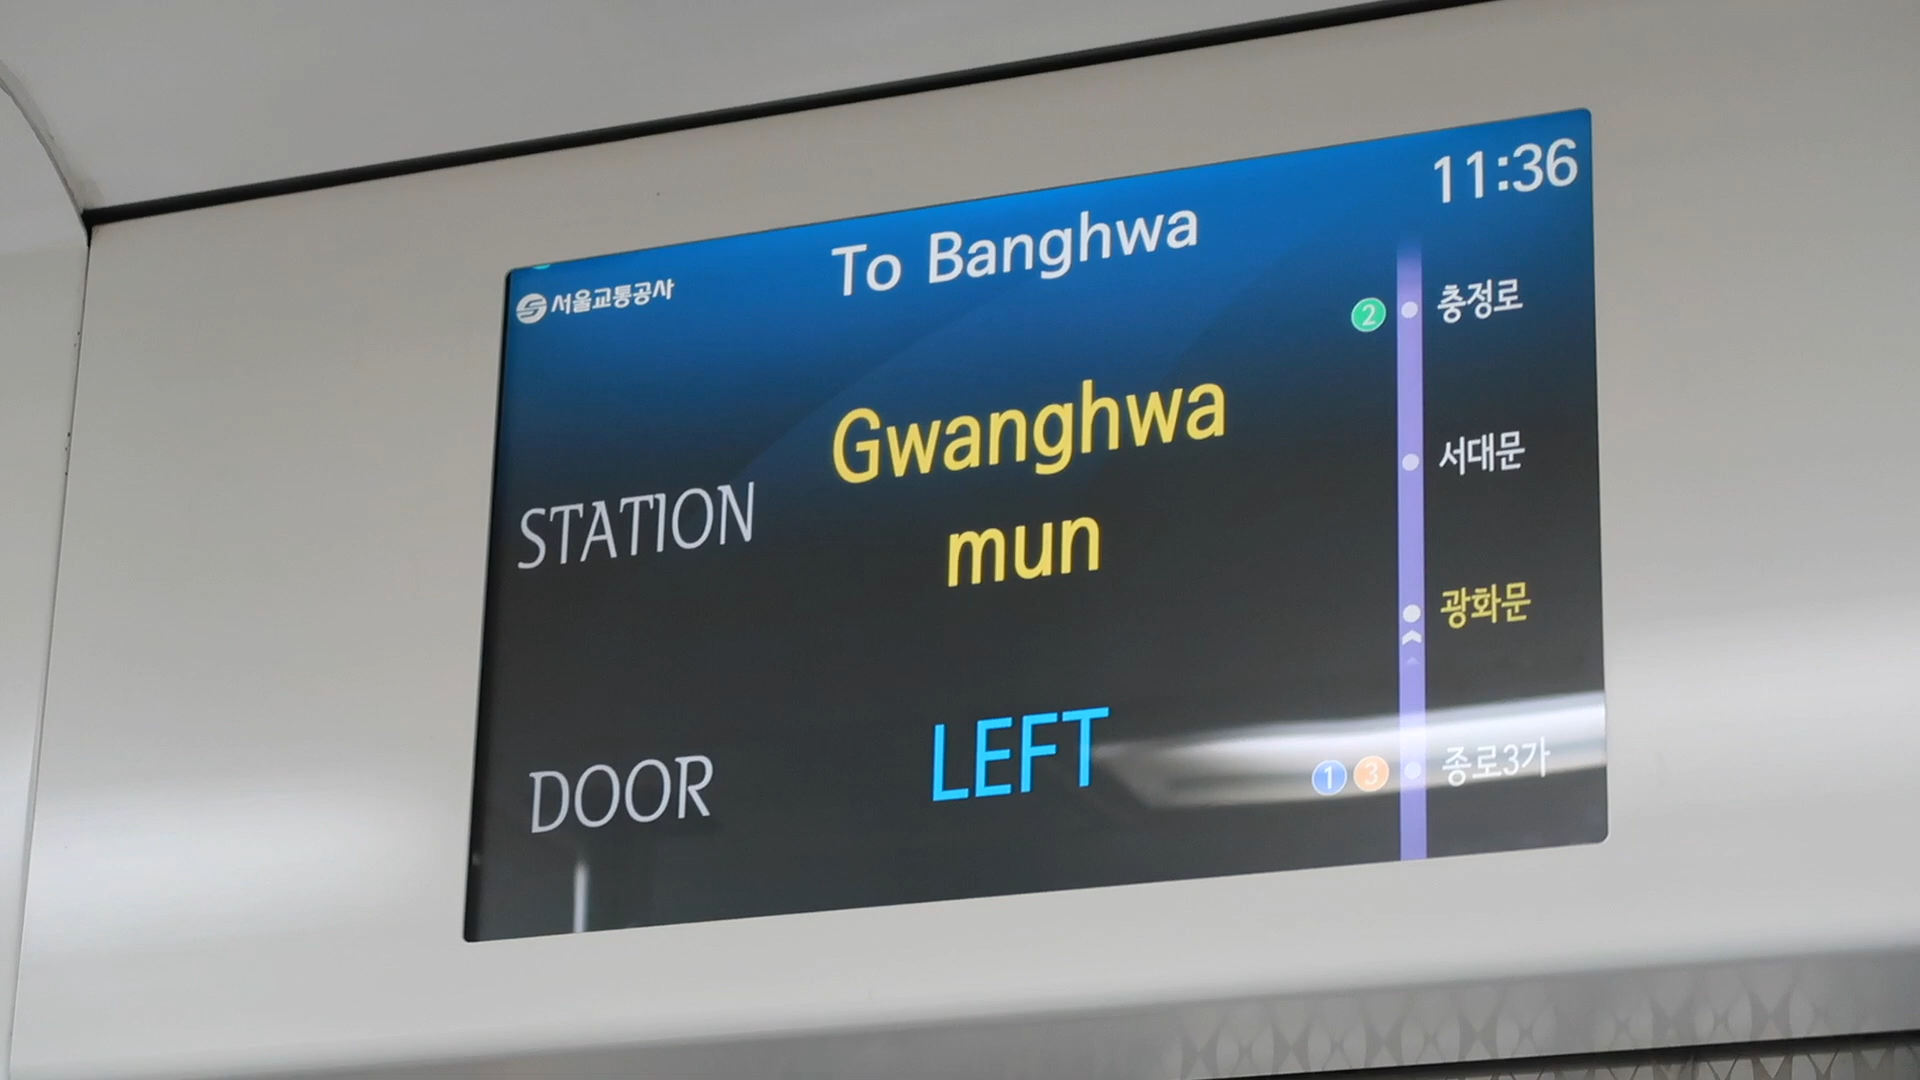 11:36
To Banghwa
서울교통공사
2 충정로
Gwanghwa
서대문
STATION
mun
광화문
LEFT
1 3 종로3가
DOOR